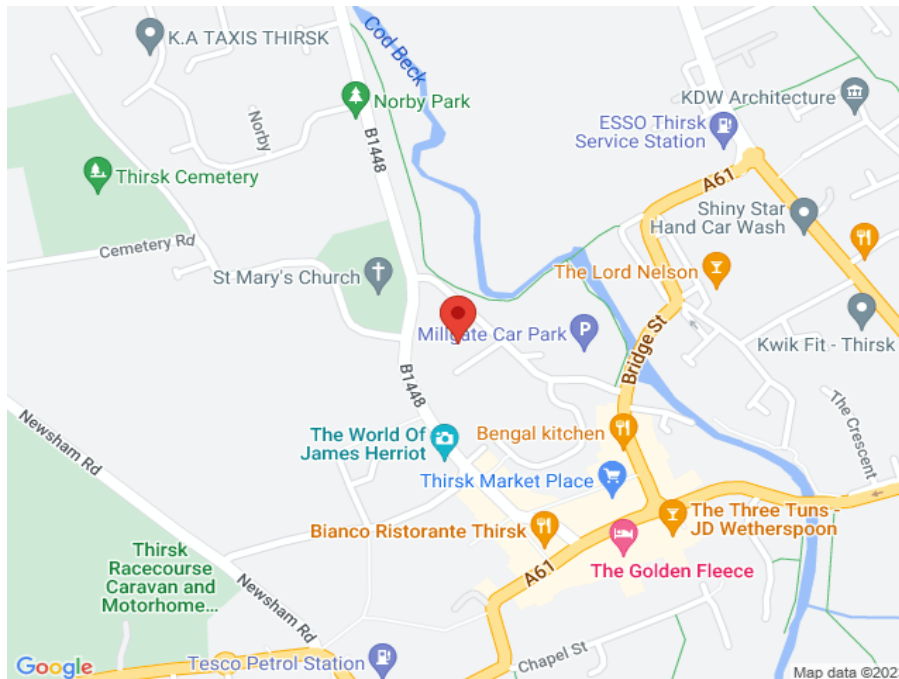 K.A TAXIS THIRSK
Cod Beck
Norby Park
Norby
B1448
KDW Architecture
ESSO Thirsk
Service Station
Thirsk Cemetery
A61
Shiny Star
Hand Car Wash
Cemetery Rd
St Mary's Church
The Lord Nelson
Millgate Car Park
Bridge St
Kwik Fit - Thirsk
B1448
Newsham Rd
The World Of
James Herriot
Bengal kitchen
The Crescent
Thirsk Market Place
Bianco Ristorante Thirsk
The Three Tuns -
JD Wetherspoon
A61
The Golden Fleece
Thirsk
Racecourse
Caravan and
Motorhome...
Newsham Rd
Tesco Petrol Station
Chapel St
Google
Map data ©202